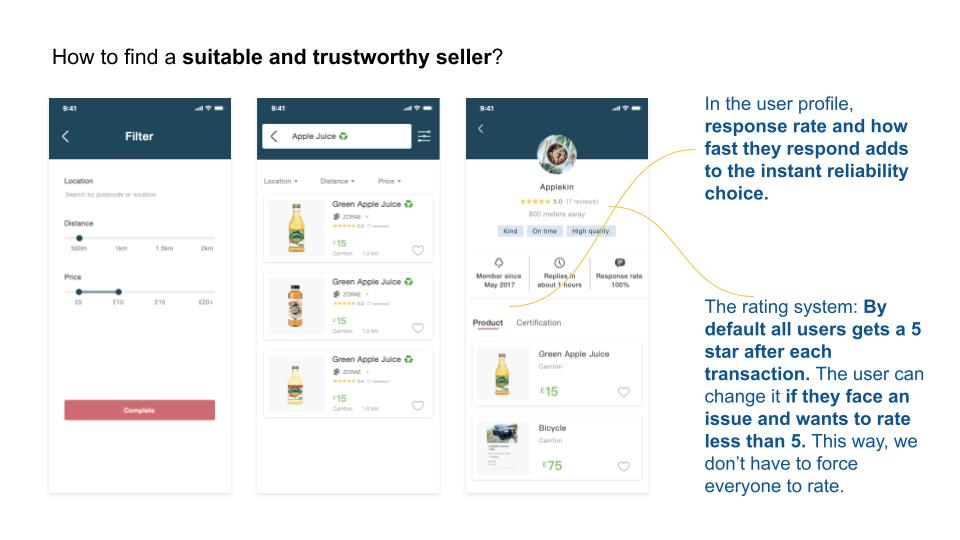 How to find a suitable and trustworthy seller?
9:41
Filter
Location
Search by postcode or location
Distance
500m 1km 1.5km 2km
Price
£5 £10 £15 £20+
Complete
9:41
Apple Juice
Location Distance Price
Green Apple Juice
ZORAE
5.0 (7 reviews)
£15
Camton 1.0 km
Green Apple Juice
ZORAE
5.0 (7 reviews)
£15
Camton 1.0 km
Green Apple Juice
ZORAE
5.0 (7 reviews)
£15
Camton 1.0 km
9:41
Applekin
5.0 (7 reviews)
800 meters away
Kind On time High quality
Member since Replies in Response rate
May 2017 about 1 hours 100%
Product Certification
Green Apple Juice
Camton
£15
Bicycle
Camton
£75
In the user profile,
response rate and how
fast they respond adds
to the instant reliability
choice.
The rating system: By
default all users gets a 5
star after each
transaction. The user can
change it if they face an
issue and wants to rate
less than 5. This way, we
don't have to force
everyone to rate.